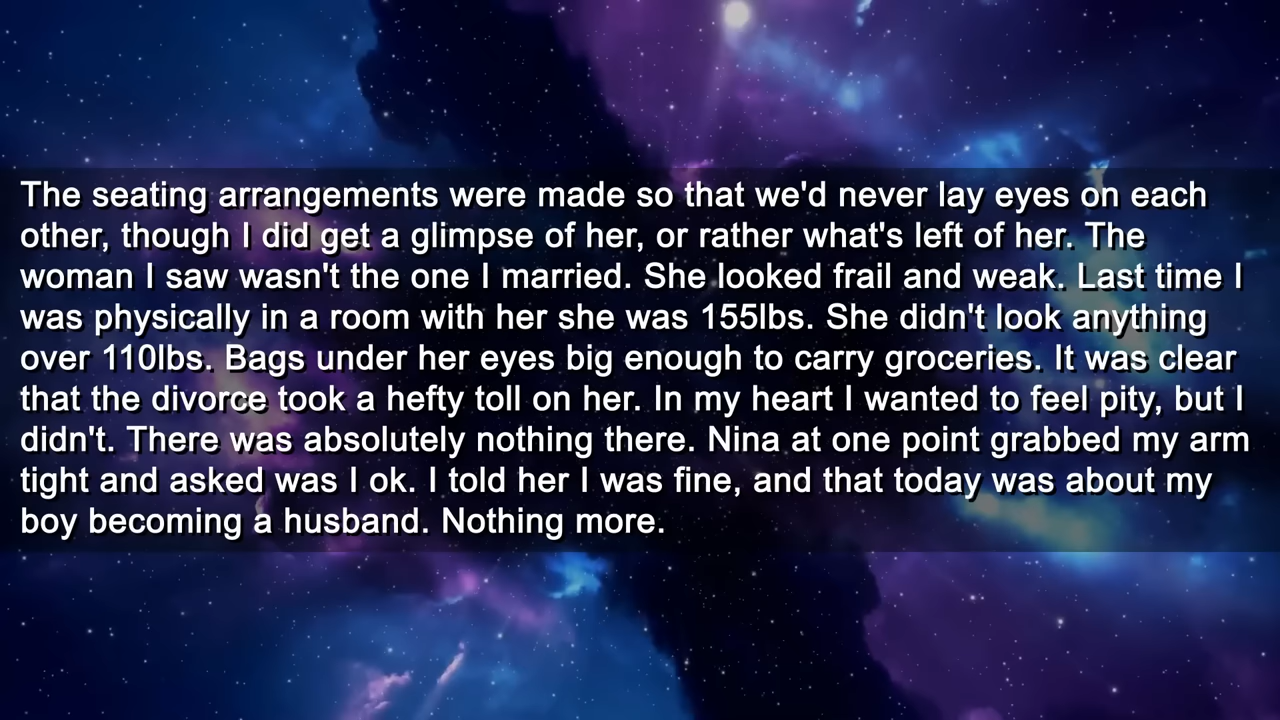 The seating arrangements were made so that we'd never lay eyes on each
other, though I did get a glimpse of her, or rather what's left of her. The
woman I saw wasn't the one I married. She looked frail and weak. Last time I
was physically in a room with her she was 155lbs. She didn't look anything
over 110lbs. Bags under her eyes big enough to carry groceries. It was clear
that the divorce took a hefty toll on her. In my heart I wanted to feel pity, but I
didn't. There was absolutely nothing there. Nina at one point grabbed my arm
tight and asked was I ok. I told her I was fine, and that today was about my
boy becoming a husband. Nothing more.